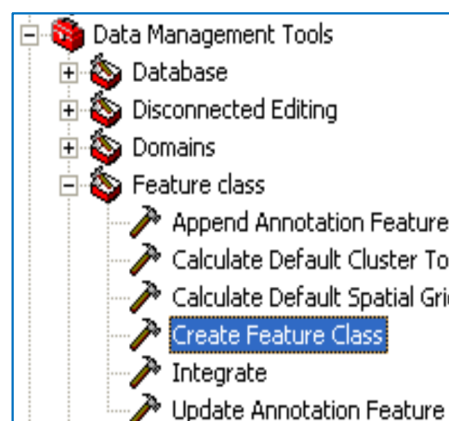 Data Management Tools
Database
Disconnected Editing
Domains
Feature class
Append Annotation Feature
Calculate Default Cluster To
Calculate Default Spatial Gri
Create Feature Class
Integrate
Update Annotation Feature